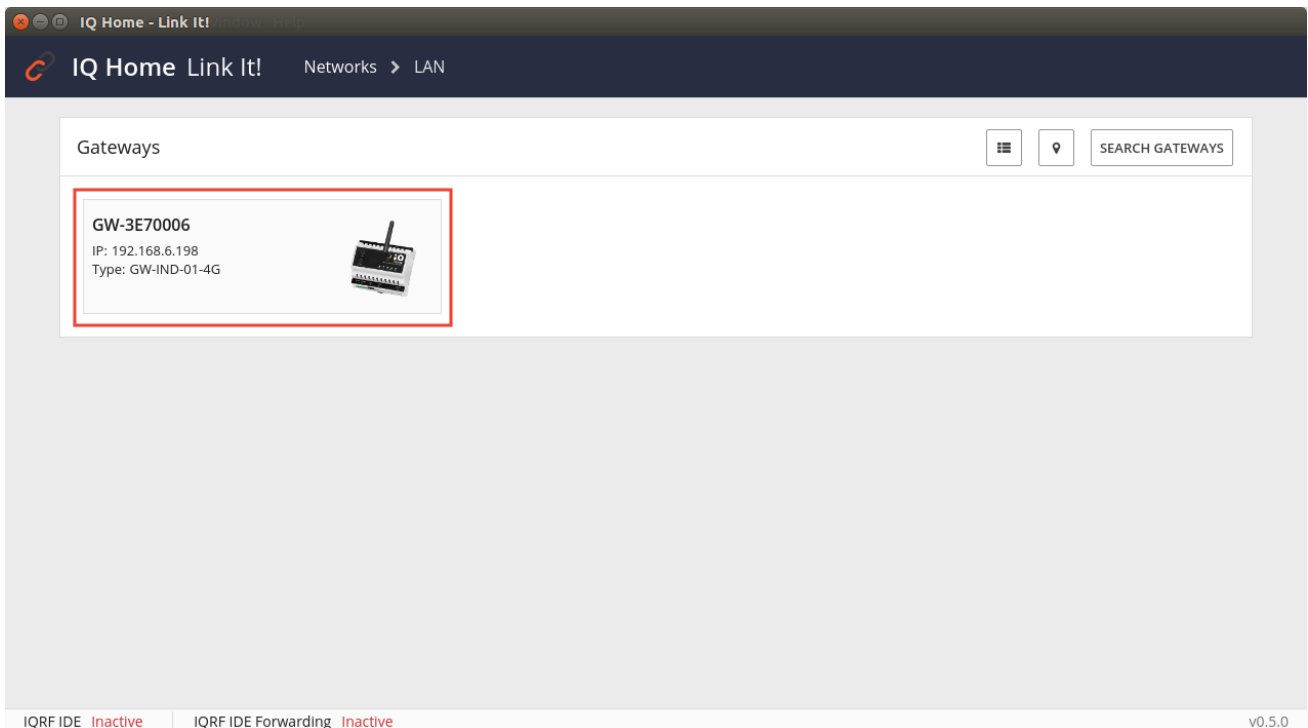 IQ Home - Link It!
IQ Home Link It! Networks > LAN
Gateways
SEARCH GATEWAYS
GW-3E70006
IP: 192.168.6.198
Type: GW-IND-01-4G
IQRF IDE Inactive IQRF IDE Forwarding Inactive v0.5.0